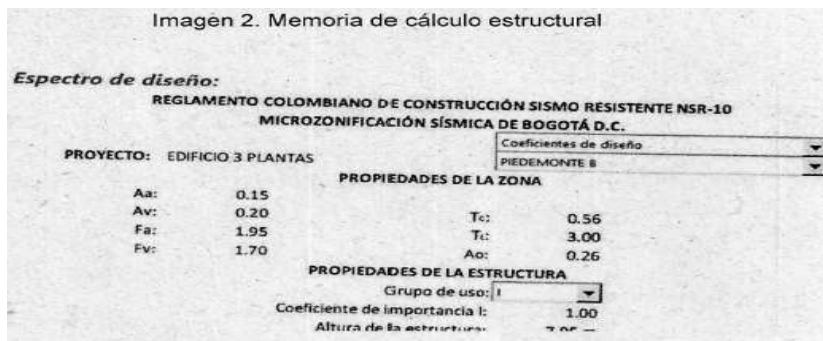 Imagen 2. Memoria de cálculo estructural
Espectro de diseño:
REGLAMENTO COLOMBIANO DE CONSTRUCCIÓN SISMO RESISTENTE NSR-10
MICROZONIFICACIÓN SÍSMICA DE BOGOTÁ D.C.
Coeficientes de diseño
PROYECTO: EDIFICIO 3 PLANTAS
PIEDEMONTE B
PROPIEDADES DE LA ZONA
Aa: 0.15
Av: 0.20 Tc: 0.56
Fa: 1.95 TL: 3.00
Fv: 1.70 Ao: 0.26
PROPIEDADES DE LA ESTRUCTURA
Grupo de uso: I
Coeficiente de importancia I: 1.00
Altura de la estructura: